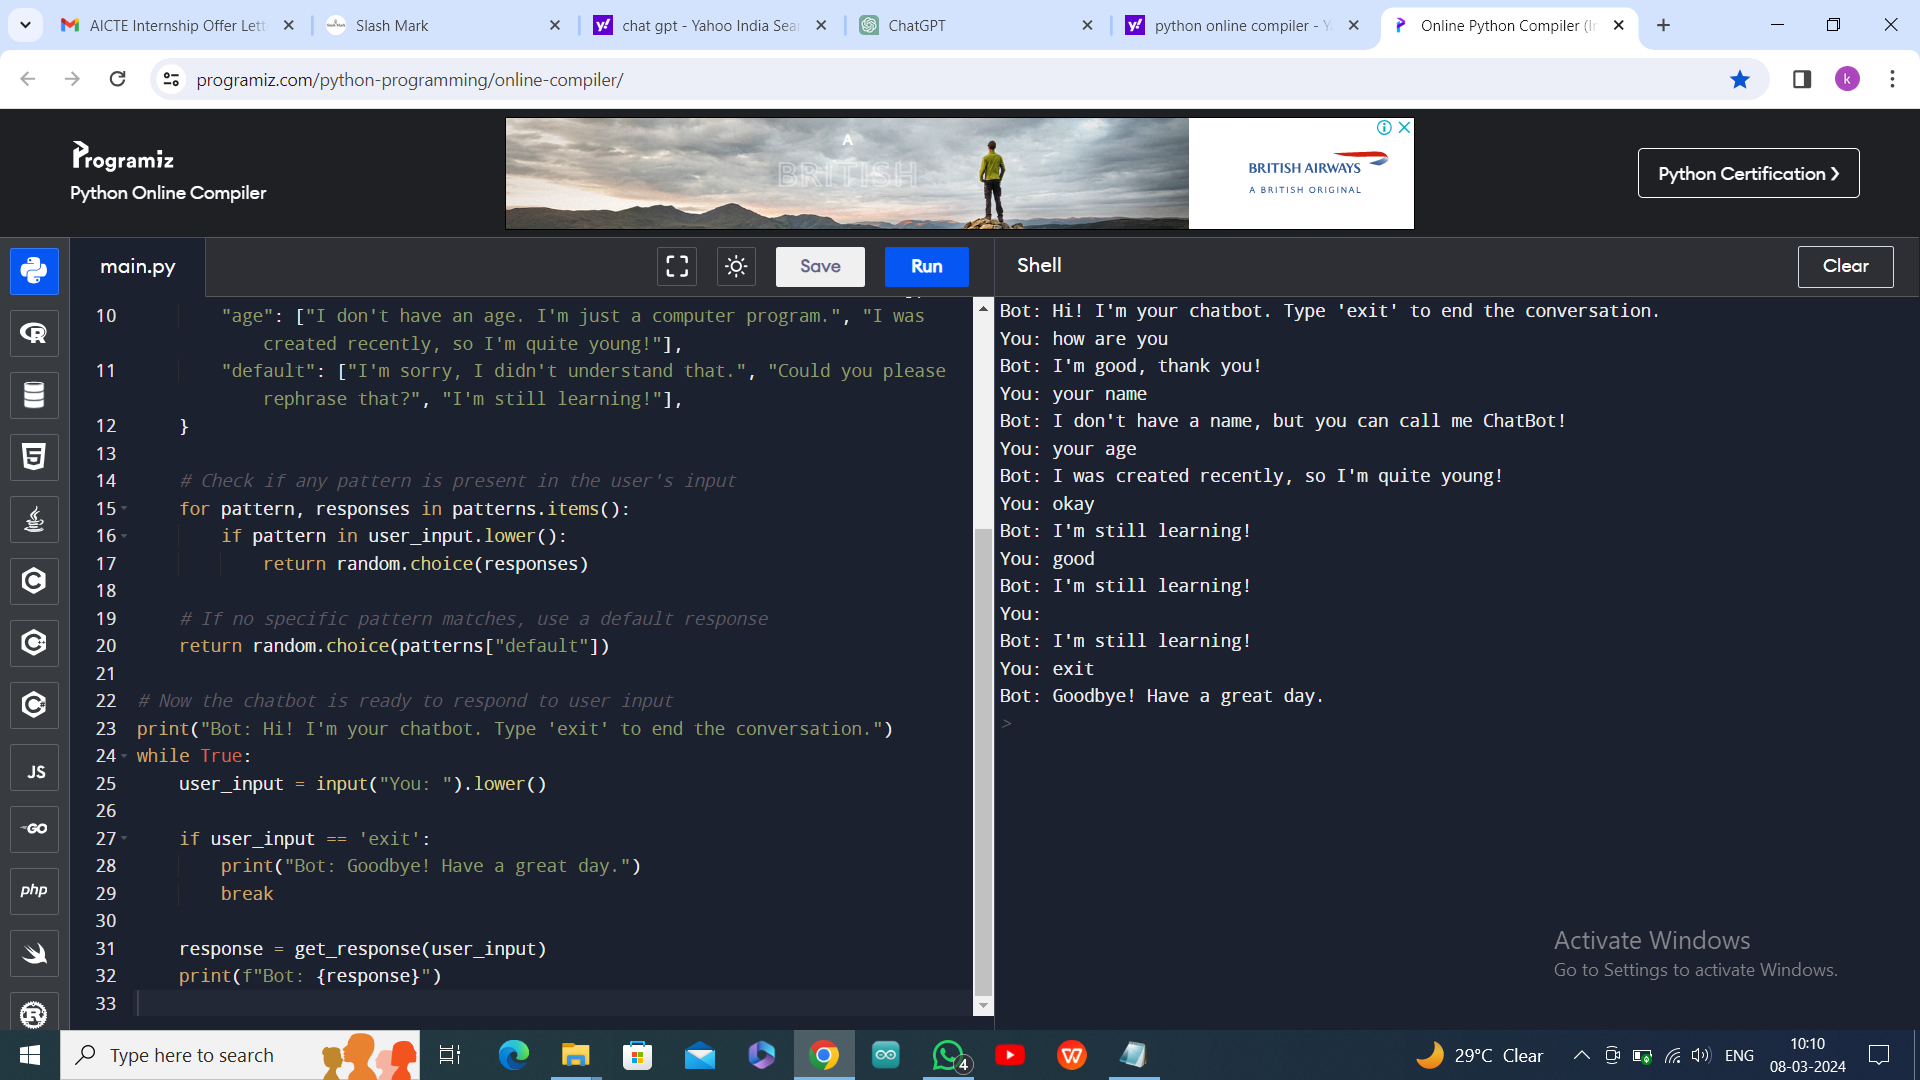 AICTE Internship Offer Lett
Slash Mark
chat gpt - Yahoo India Sea
ChatGPT
python online compiler - Y
Online Python Compiler (In
programiz.com/python-programming/online-compiler/
k
Programiz
Python Online Compiler
A
BRITISH
BRITISH AIRWAYS
A BRITISH ORIGINAL
Python Certification ❯
main.py
Save
Run
Shell
Clear
10 "age": ["I don't have an age. I'm just a computer program.", "I was
created recently, so I'm quite young!"],
11 "default": ["I'm sorry, I didn't understand that.", "Could you please
rephrase that?", "I'm still learning!"],
12 }
13
14 # Check if any pattern is present in the user's input
15 for pattern, responses in patterns.items():
16 if pattern in user_input.lower():
17 return random.choice(responses)
18
19 # If no specific pattern matches, use a default response
20 return random.choice(patterns["default"])
21
22 # Now the chatbot is ready to respond to user input
23 print("Bot: Hi! I'm your chatbot. Type 'exit' to end the conversation.")
24 while True:
25 user_input = input("You: ").lower()
26
27 if user_input == 'exit':
28 print("Bot: Goodbye! Have a great day.")
29 break
30
31 response = get_response(user_input)
32 print(f"Bot: {response}")
33
Bot: Hi! I'm your chatbot. Type 'exit' to end the conversation.
You: how are you
Bot: I'm good, thank you!
You: your name
Bot: I don't have a name, but you can call me ChatBot!
You: your age
Bot: I was created recently, so I'm quite young!
You: okay
Bot: I'm still learning!
You: good
Bot: I'm still learning!
You:
Bot: I'm still learning!
You: exit
Bot: Goodbye! Have a great day.
>
JS
GO
php
Activate Windows
Go to Settings to activate Windows.
Type here to search
4
29°C Clear
ENG
10:10
08-03-2024